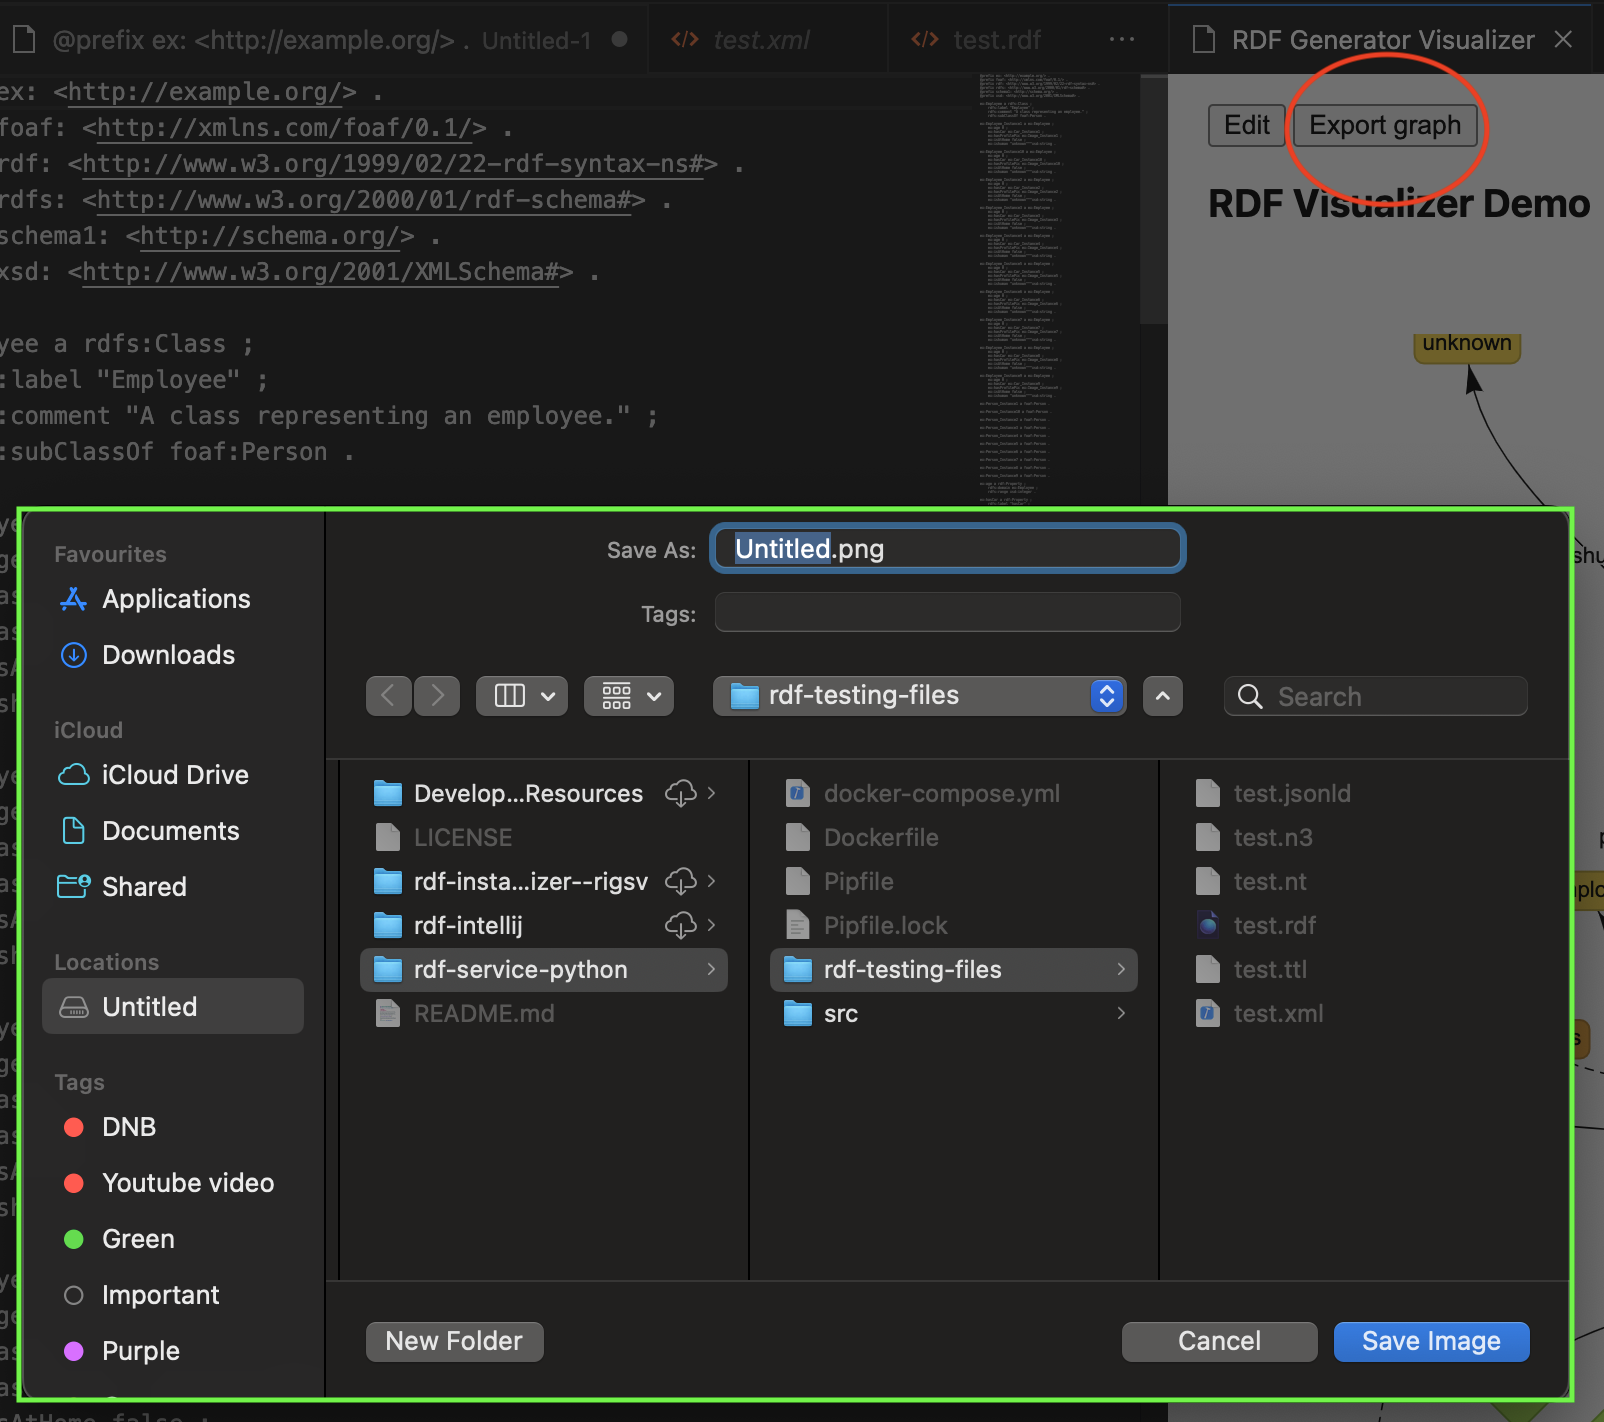 @prefix ex: <http://example.org/> . Untitled-1
test.xml
test.rdf
RDF Generator Visualizer
ex: <http://example.org/> .
foaf: <http://xmlns.com/foaf/0.1/> .
rdf: <http://www.w3.org/1999/02/22-rdf-syntax-ns#> .
rdfs: <http://www.w3.org/2000/01/rdf-schema#> .
schema1: <http://schema.org/> .
xsd: <http://www.w3.org/2001/XMLSchema#> .
yee a rdfs:Class ;
:label "Employee" ;
:comment "A class representing an employee." ;
:subClassOf foaf:Person .
Edit
Export graph
RDF Visualizer Demo
unknown
Favourites
Applications
Downloads
iCloud
iCloud Drive
Documents
Shared
Locations
Untitled
Tags
DNB
Youtube video
Green
Important
Purple
Save As: Untitled.png
Tags:
rdf-testing-files
Search
Develop...Resources
LICENSE
rdf-insta...izer--rigsv
rdf-intellij
rdf-service-python
README.md
docker-compose.yml
Dockerfile
Pipfile
Pipfile.lock
rdf-testing-files
src
test.jsonld
test.n3
test.nt
test.rdf
test.ttl
test.xml
New Folder
Cancel
Save Image